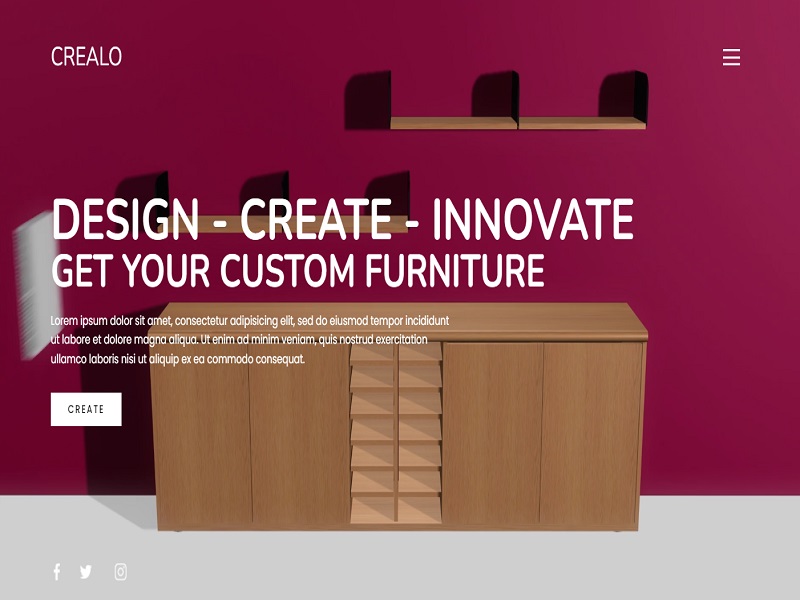 CREALO
DESIGN - CREATE - INNOVATE
GET YOUR CUSTOM FURNITURE
Lorem ipsum dolor sit amet, consectetur adipisicing elit, sed do eiusmod tempor incididunt
ut labore et dolore magna aliqua. Ut enim ad minim veniam, quis nostrud exercitation
ullamco laboris nisi ut aliquip ex ea commodo consequat.
CREATE